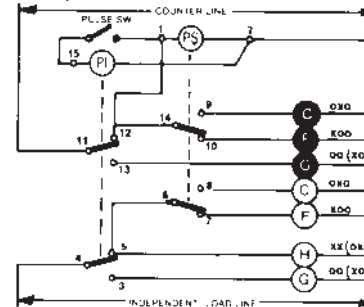 COUNTER LINE
PULSE SW
1
PS
2
15
PI
9
C
OXO
12
14
11
10
F
XOO
13
G
8
C
OXO
6
7
F
XOO
5
H
4
3
G
INDEPENDENT LOAD LINE